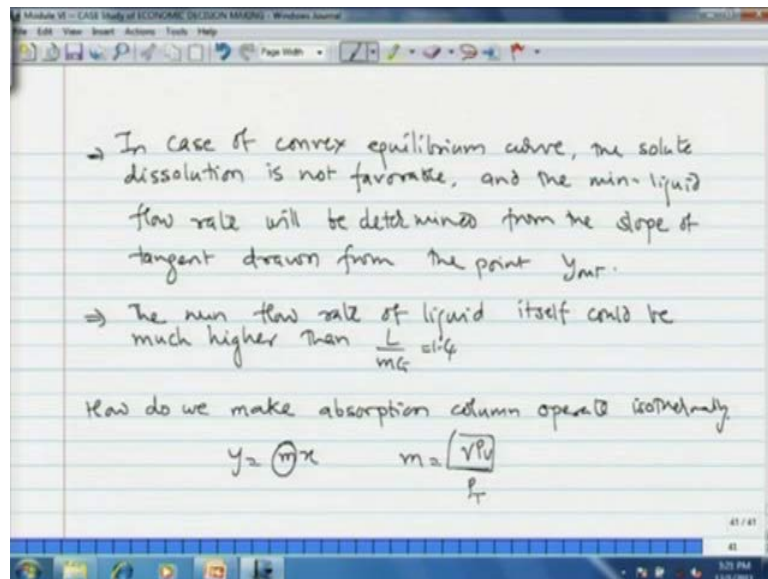 Module VI - CASE Study of ECONOMIC DECISION MAKING - Windows Journal
File Edit View Insert Actions Tools Help
Page Width
→ In case of convex equilibrium curve, the solute
dissolution is not favorable, and the min- liquid
flow rate will be determined from the slope of
tangent drawn from the point
⇒ The min flow rate of liquid itself could be
much higher than L/mG = 1.4
How do we make absorption column operate isothermally
y = mx m = γPv/PT
41 / 41
41
5:25 PM